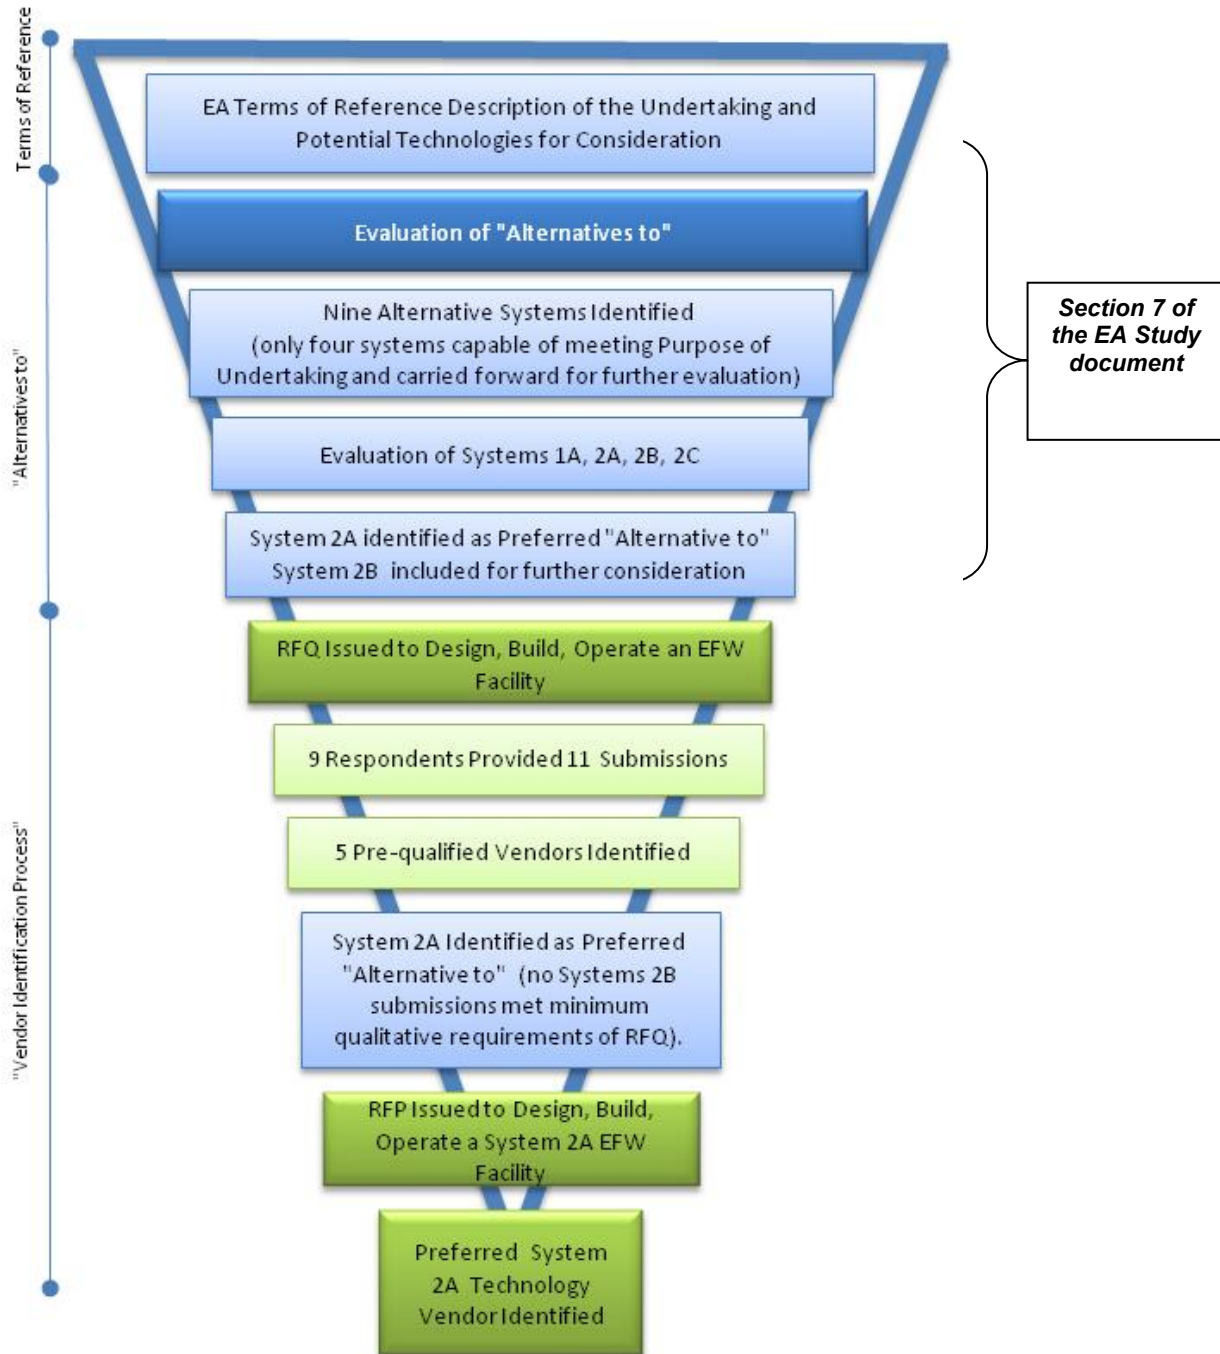 Terms of Reference
EA Terms of Reference Description of the Undertaking and
Potential Technologies for Consideration
"Alternatives to"
Evaluation of "Alternatives to"
Nine Alternative Systems Identified
(only four systems capable of meeting Purpose of
Undertaking and carried forward for further evaluation)
Evaluation of Systems 1A, 2A, 2B, 2C
System 2A identified as Preferred "Alternative to"
System 2B included for further consideration
Section 7 of
the EA Study
document
"Vendor Identification Process"
RFQ Issued to Design, Build, Operate an EFW
Facility
9 Respondents Provided 11 Submissions
5 Pre-qualified Vendors Identified
System 2A Identified as Preferred
"Alternative to" (no Systems 2B
submissions met minimum
qualitative requirements of RFQ).
RFP Issued to Design, Build,
Operate a System 2A EFW
Facility
Preferred System
2A Technology
Vendor Identified